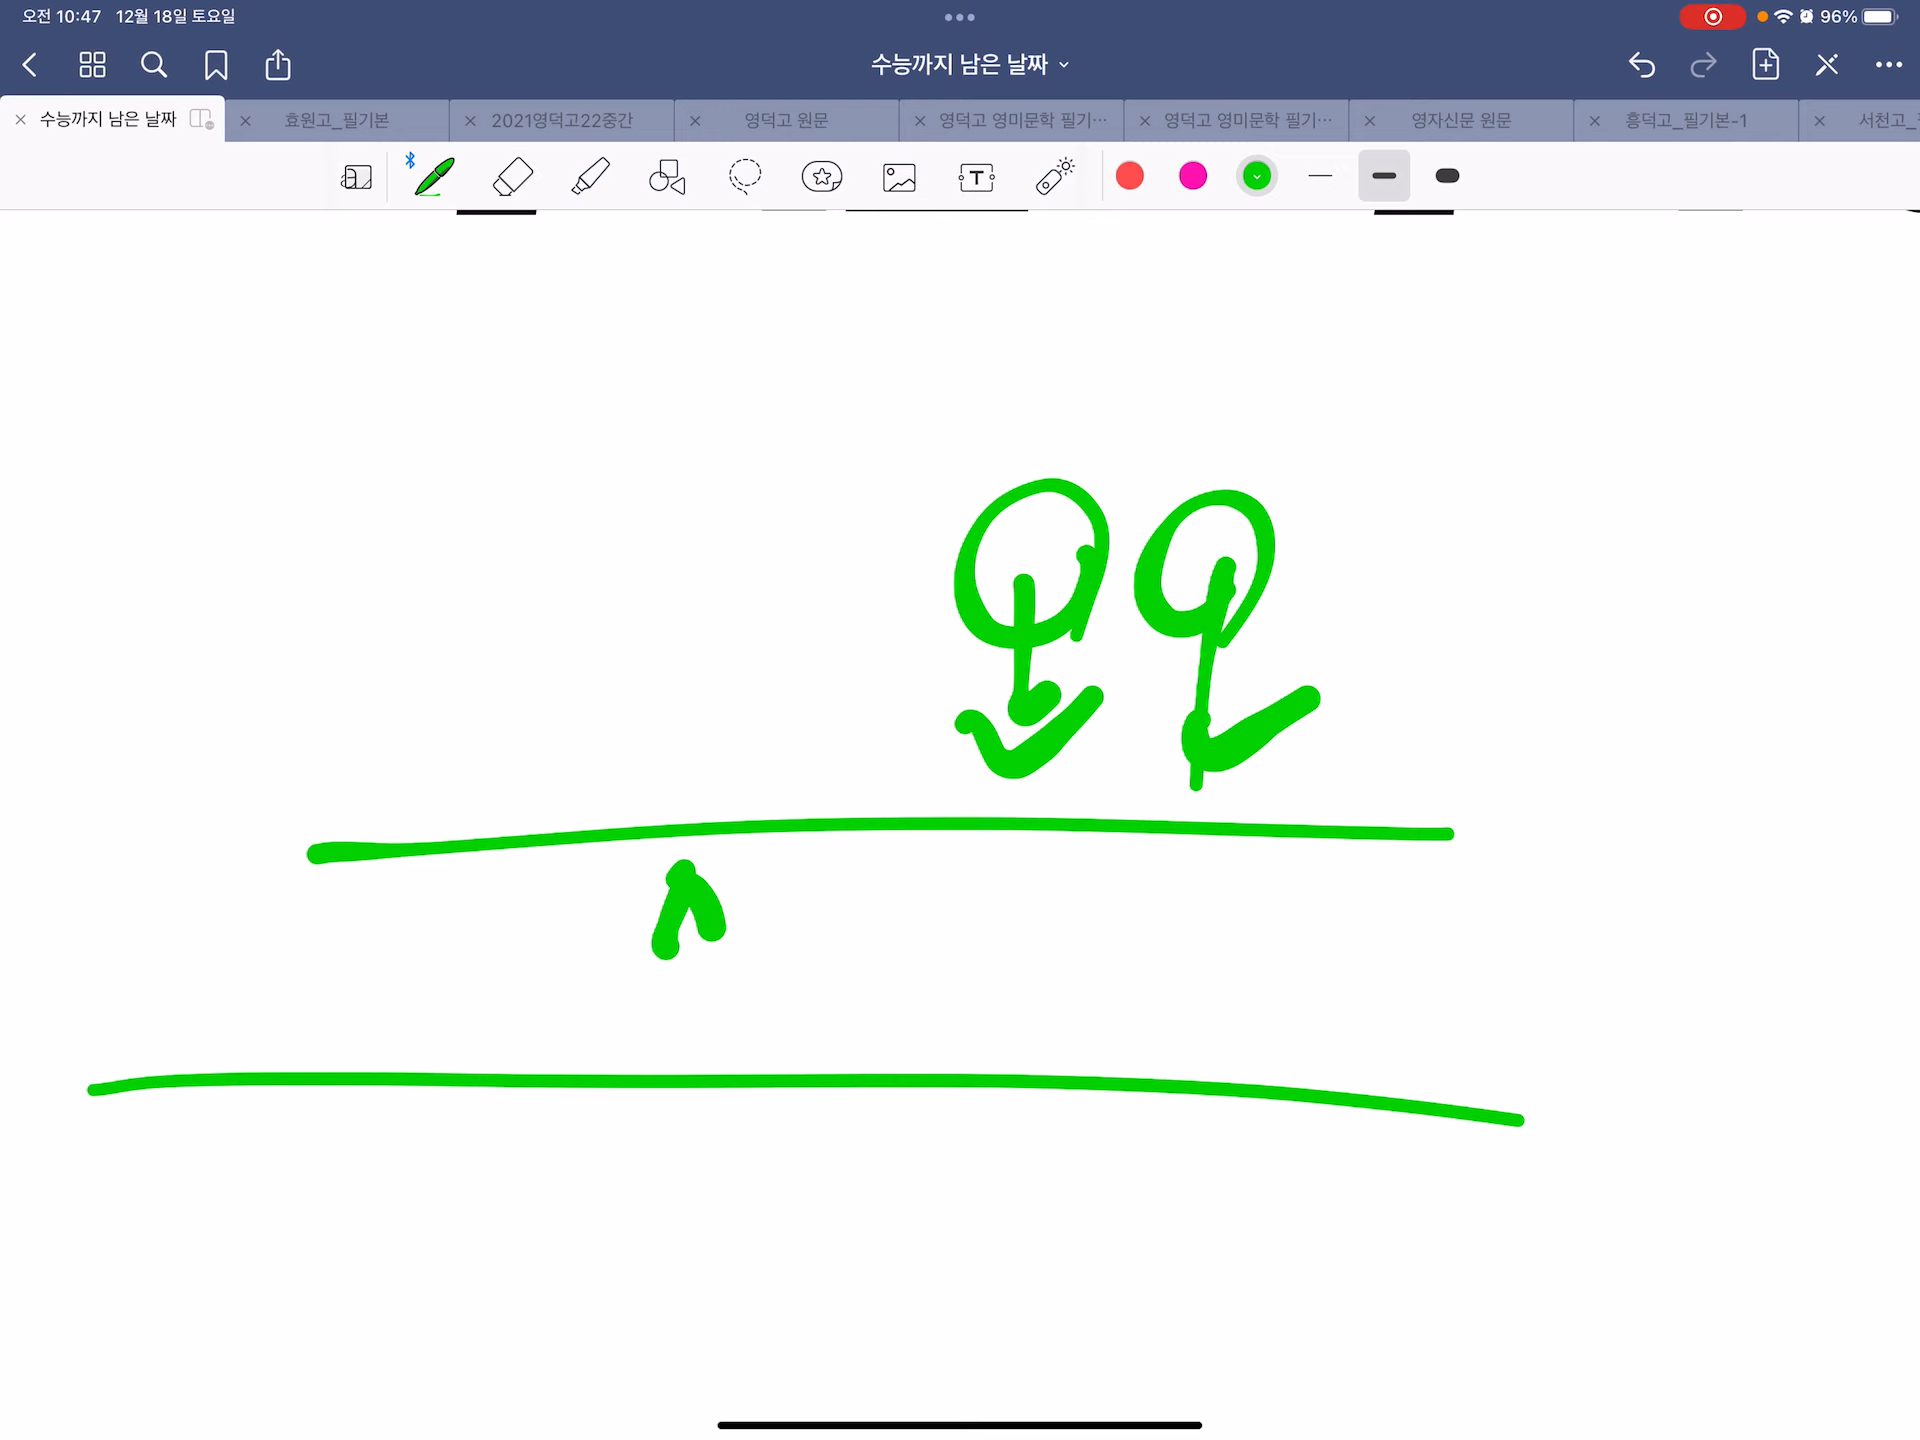 오전 10:47 12월 18일 토요일 96%
수능까지 남은 날짜
수능까지 남은 날짜 효원고_필기본 2021영덕고22중간 영덕고 원문 영덕고 영미문학 필기… 영덕고 영미문학 필기… 영자신문 원문 흥덕고_필기본-1 서천고_